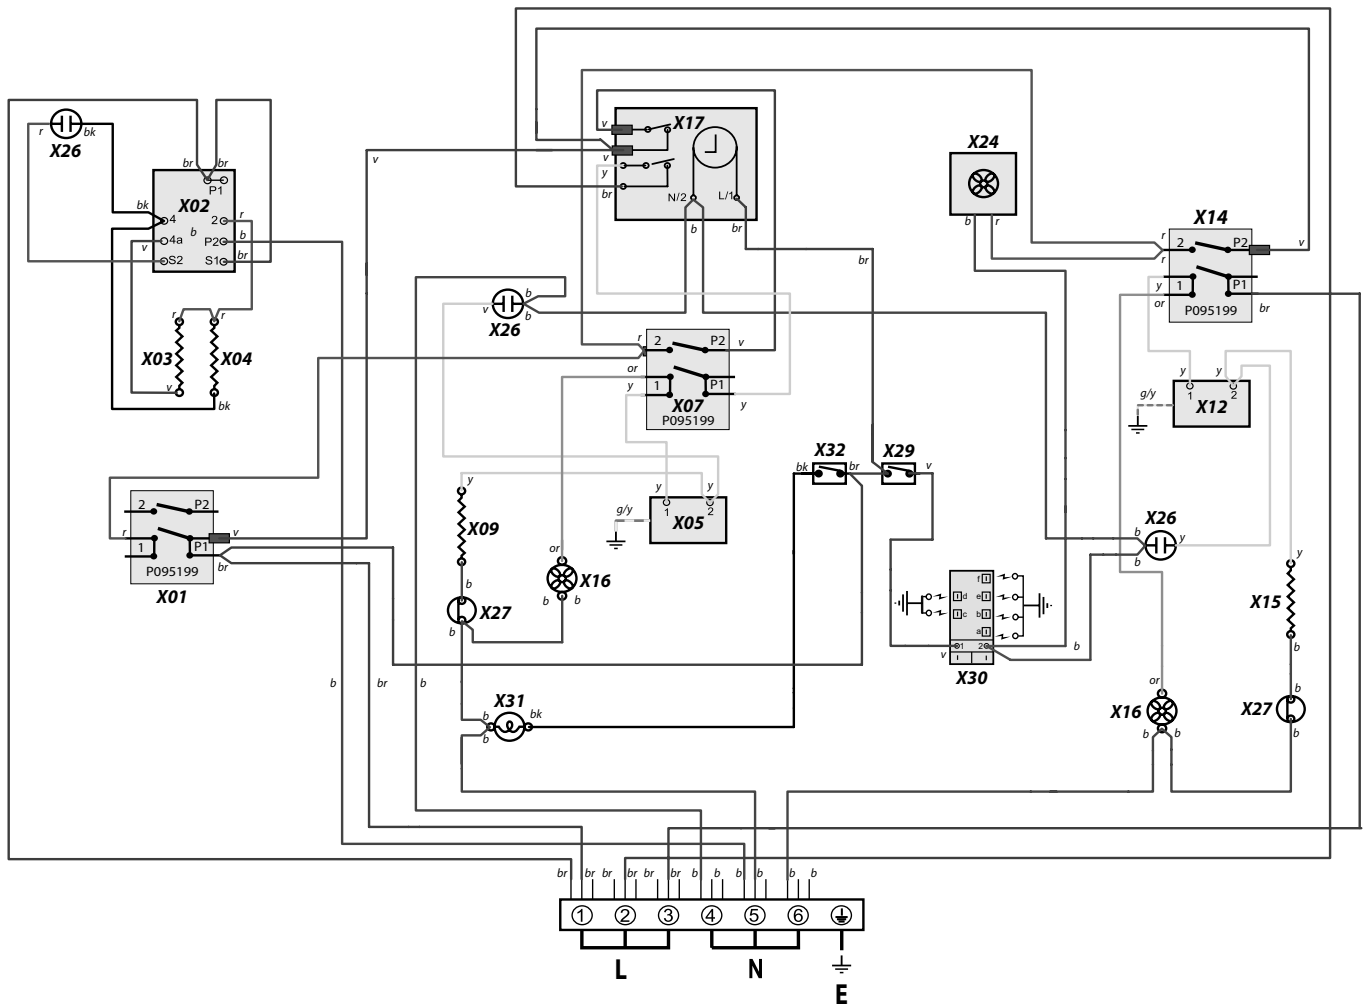 X26
r
bk
br
br
P1
X02
bk
4
2
r
b
4a
P2
b
v
S2
S1
br
r
r
X03
X04
v
bk
v
X17
v
v
y
br
N/2
L/1
b
br
br
X24
b
r
X14
r
2
P2
v
r
y
1
P1
or
P095199
br
b
v
b
X26
r
2
P2
v
or
1
P1
y
X07
y
P095199
y
y
1
2
g/y
X12
X32
X29
bk
br
v
2
P2
r
v
1
P1
P095199
br
X01
y
X09
y
y
1
2
g/y
X05
or
X16
b
b
b
X27
b
X26
b
y
b
y
X15
b
f
d
e
c
b
a
1
2
v
b
X30
b
br
b
X31
b
bk
b
or
X16
b
b
b
X27
b
br
br
br
br
br
br
b
b
b
b
b
b
1
2
3
4
5
6
L
N
E